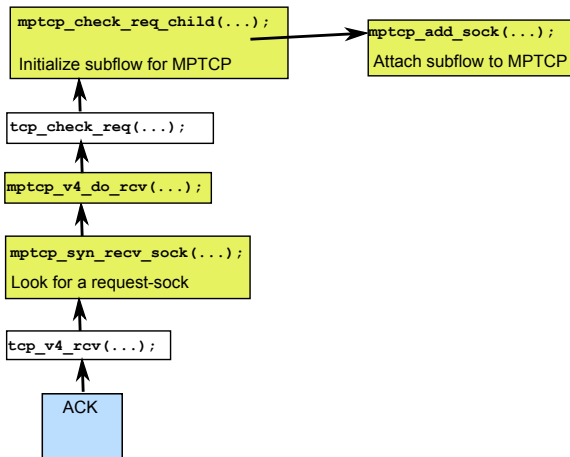 mptcp_check_req_child(...);
Initialize subflow for MPTCP
mptcp_add_sock(...);
Attach subflow to MPTCP
tcp_check_req(...);
mptcp_v4_do_rcv(...);
mptcp_syn_recv_sock(...);
Look for a request-sock
tcp_v4_rcv(...);
ACK